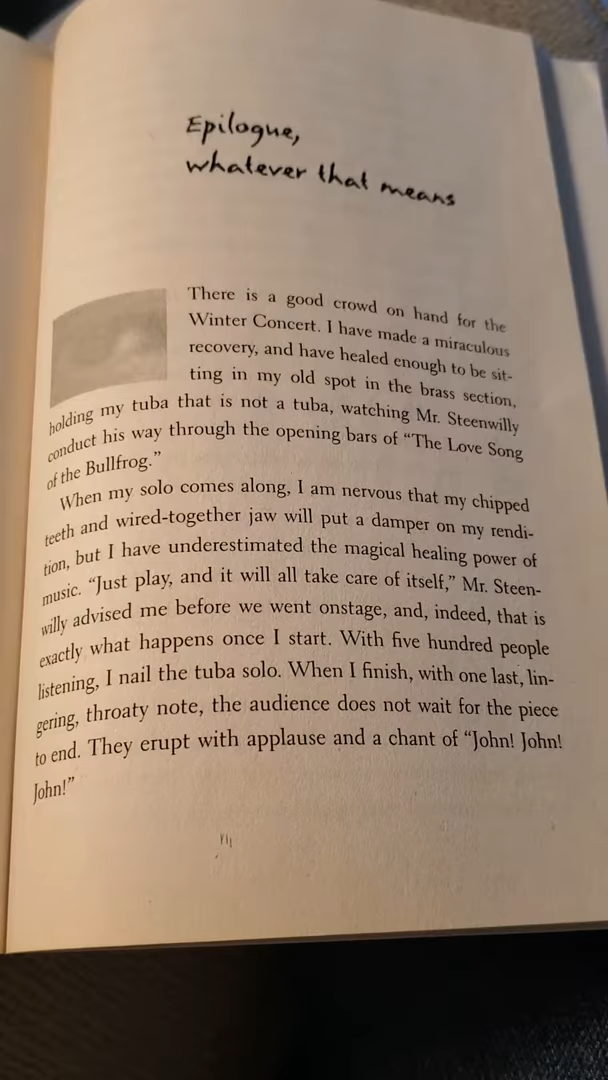 Epilogue,
whatever that means
There is a good crowd on hand for the
Winter Concert. I have made a miraculous
recovery, and have healed enough to be sit-
ting in my old spot in the brass section,
holding my tuba that is not a tuba, watching Mr. Steenwilly
conduct his way through the opening bars of “The Love Song
of the Bullfrog.”
When my solo comes along, I am nervous that my chipped
teeth and wired-together jaw will put a damper on my rendi-
tion, but I have underestimated the magical healing power of
music. “Just play, and it will all take care of itself,” Mr. Steen-
willy advised me before we went onstage, and, indeed, that is
exactly what happens once I start. With five hundred people
listening, I nail the tuba solo. When I finish, with one last, lin-
gering, throaty note, the audience does not wait for the piece
to end. They erupt with applause and a chant of “John! John!
John!”